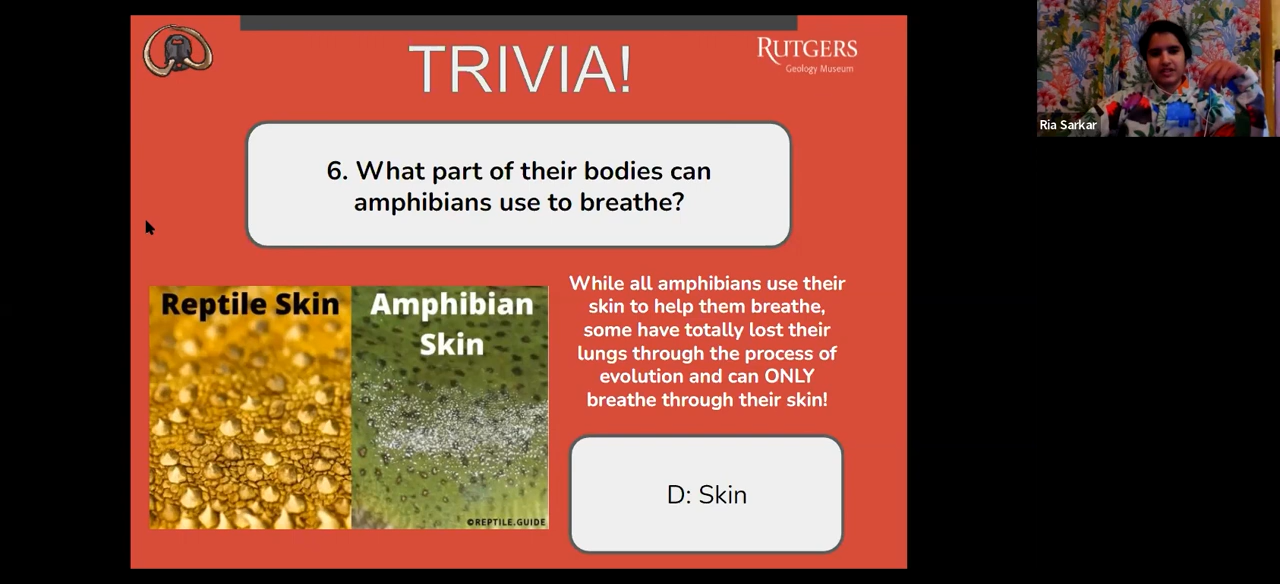 TRIVIA!
RUTGERS
Geology Museum
Ria Sarkar
6. What part of their bodies can
amphibians use to breathe?
Reptile Skin
Amphibian
Skin
©REPTILE.GUIDE
While all amphibians use their
skin to help them breathe,
some have totally lost their
lungs through the process of
evolution and can ONLY
breathe through their skin!
D: Skin